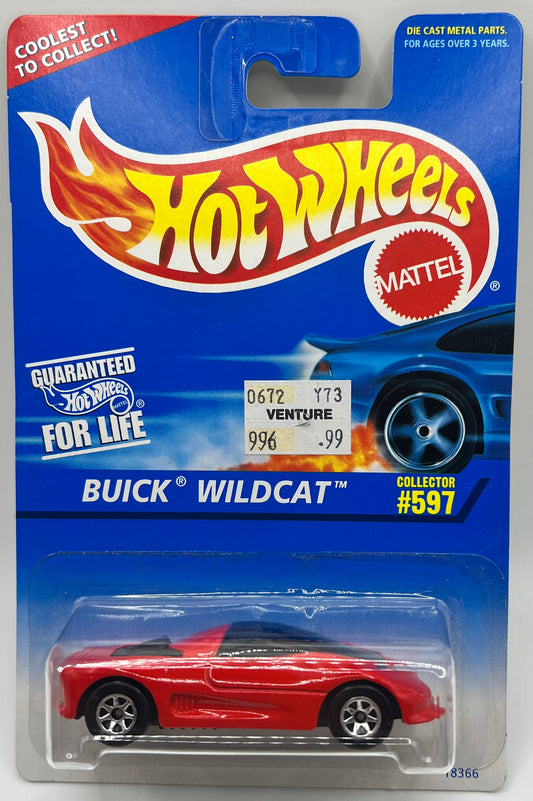 COOLEST
TO COLLECT!
DIE CAST METAL PARTS.
FOR AGES OVER 3 YEARS.
HOT WHEELS
MATTEL
®
GUARANTEED
HOT WHEELS
MATTEL
®
FOR LIFE
0672 Y73
VENTURE
996 .99
BUICK® WILDCAT™
COLLECTOR
#597
18366